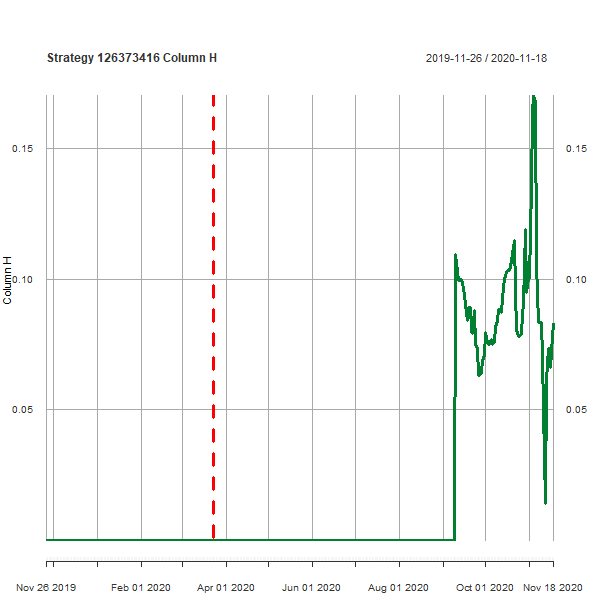 Strategy 126373416 Column H
2019-11-26 / 2020-11-18
0.15
0.15
0.10
0.10
Column H
0.05
0.05
Nov 26 2019
Feb 01 2020
Apr 01 2020
Jun 01 2020
Aug 01 2020
Oct 01 2020
Nov 18 2020